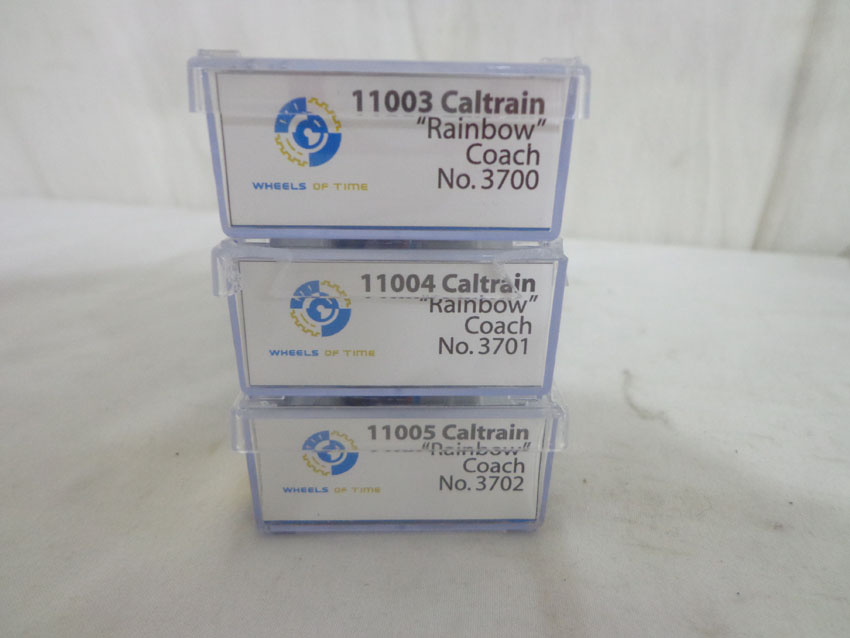 11003 Caltrain
"Rainbow"
Coach
No. 3700
WHEELS OF TIME
11004 Caltrain
"Rainbow"
Coach
No. 3701
WHEELS OF TIME
11005 Caltrain
"Rainbow"
Coach
No. 3702
WHEELS OF TIME